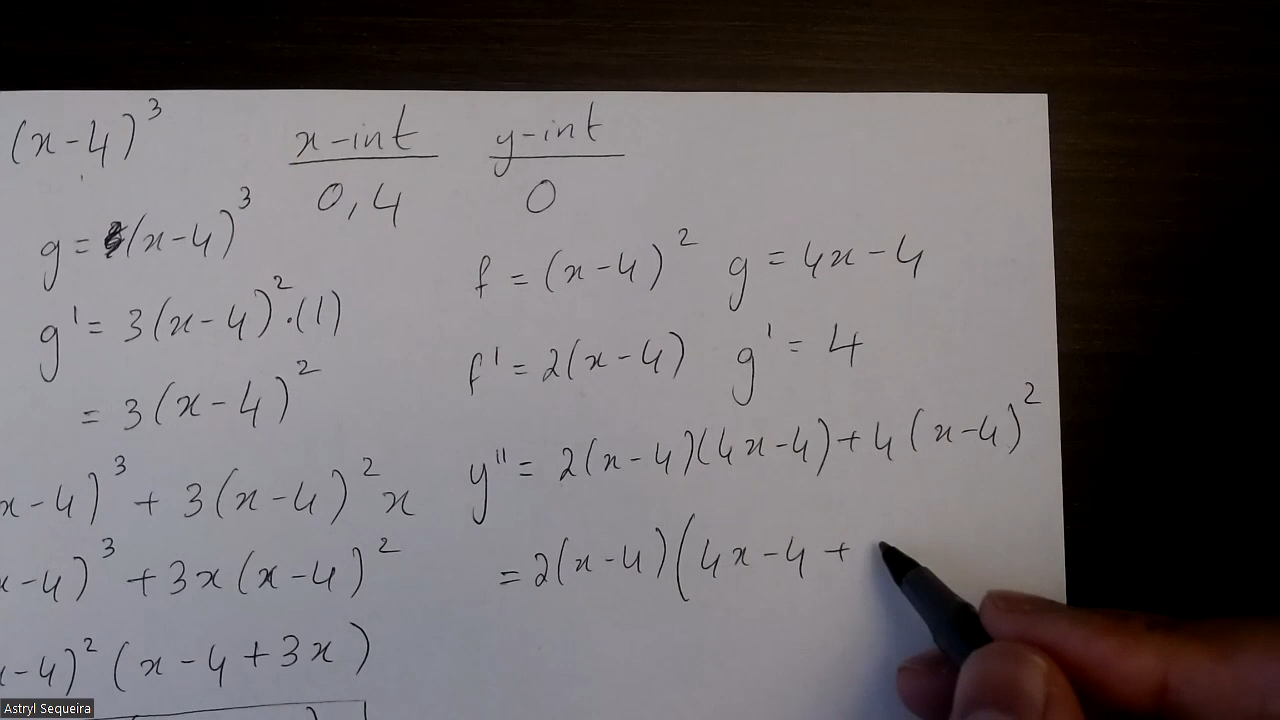 (x-4)^3
x-int y-int
0,4 0
g = (x-4)^3
f = (x-4)^2 g = 4x-4
g' = 3(x-4)^2·(1)
f' = 2(x-4) g' = 4
= 3(x-4)^2
y'' = 2(x-4)(4x-4)+4(x-4)^2
x-4)^3 + 3(x-4)^2x
= 2(x-4)(4x-4+
x-4)^3 + 3x(x-4)^2
x-4)^2(x-4+3x)
Astryl Sequeira